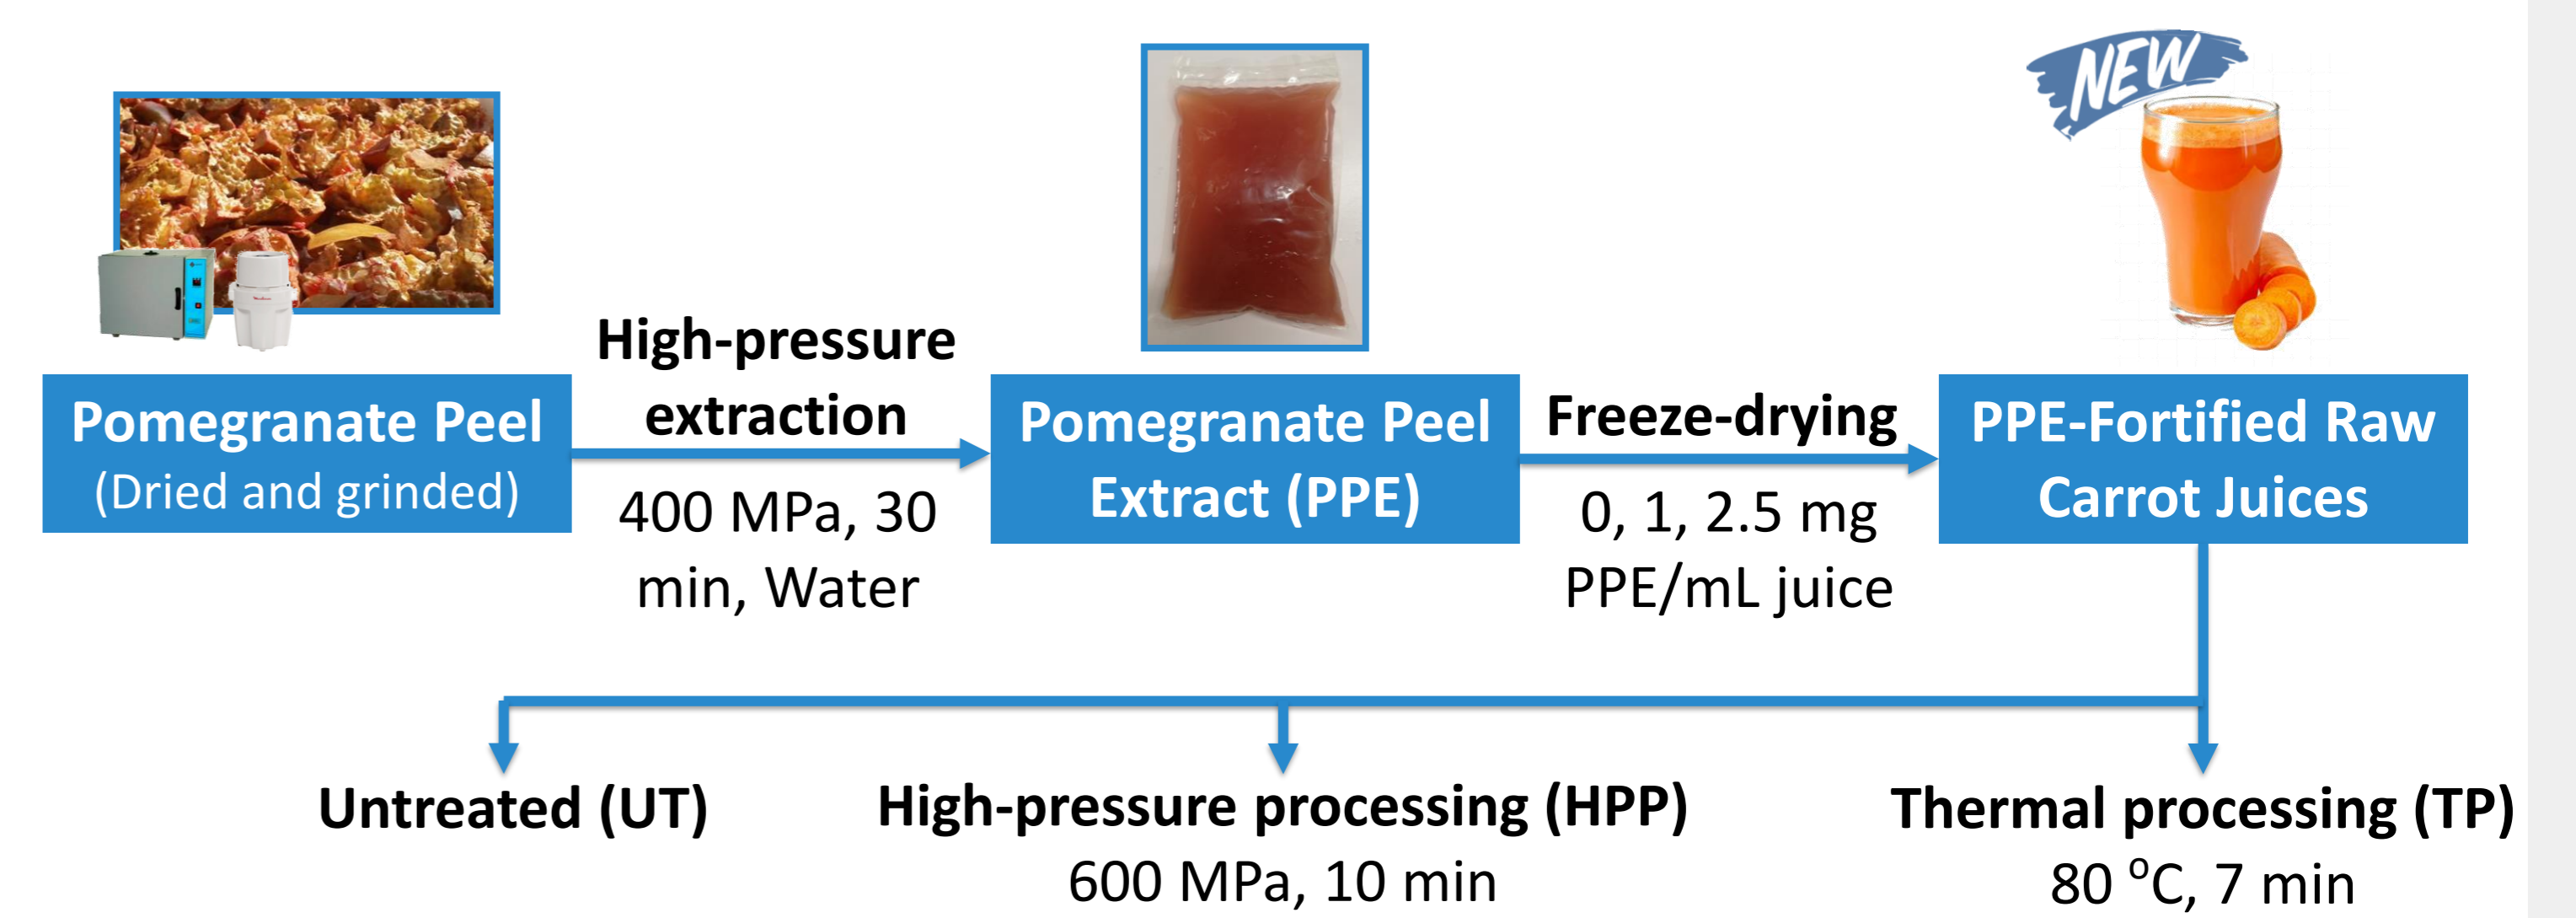 NEW
High-pressure
extraction
Pomegranate Peel
(Dried and grinded)
400 MPa, 30
min, Water
Pomegranate Peel
Extract (PPE)
Freeze-drying
0, 1, 2.5 mg
PPE/mL juice
PPE-Fortified Raw
Carrot Juices
Untreated (UT)
High-pressure processing (HPP)
600 MPa, 10 min
Thermal processing (TP)
80 °C, 7 min